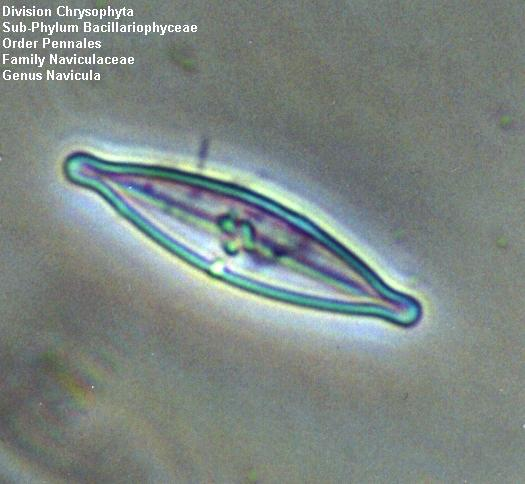 Division Chrysophyta
Sub-Phylum Bacillariophyceae
Order Pennales
Family Naviculaceae
Genus Navicula